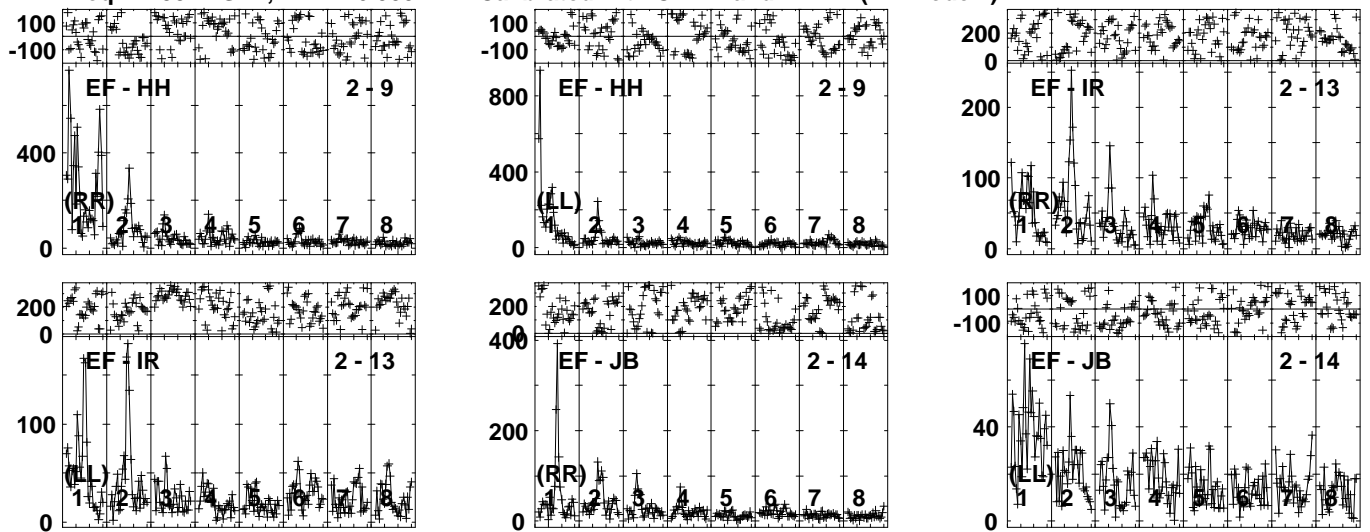 100 100 200
-100 -100 0
EF - HH 2 - 9 EF - HH 2 - 9 EF - IR 2 - 13
800 200
400 400 100
(RR) (LL) (RR)
1 2 3 4 5 6 7 8 1 2 3 4 5 6 7 8 1 2 3 4 5 6 7 8
0 0 0
200 200 100
0 0 -100
400
EF - IR 2 - 13 EF - JB 2 - 14 EF - JB 2 - 14
100 200 40
(LL) (RR) (LL)
1 2 3 4 5 6 7 8 1 2 3 4 5 6 7 8 1 2 3 4 5 6 7 8
0 0 0